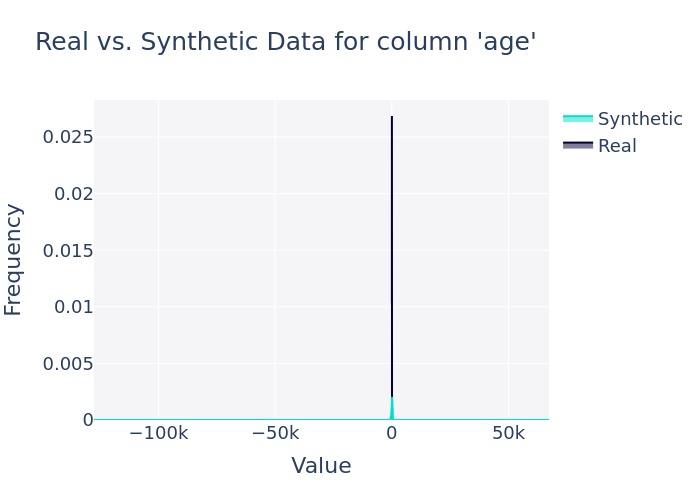 Real vs. Synthetic Data for column 'age'
Synthetic
Real
Frequency
0.025
0.02
0.015
0.01
0.005
0
−100k
−50k
0
50k
Value